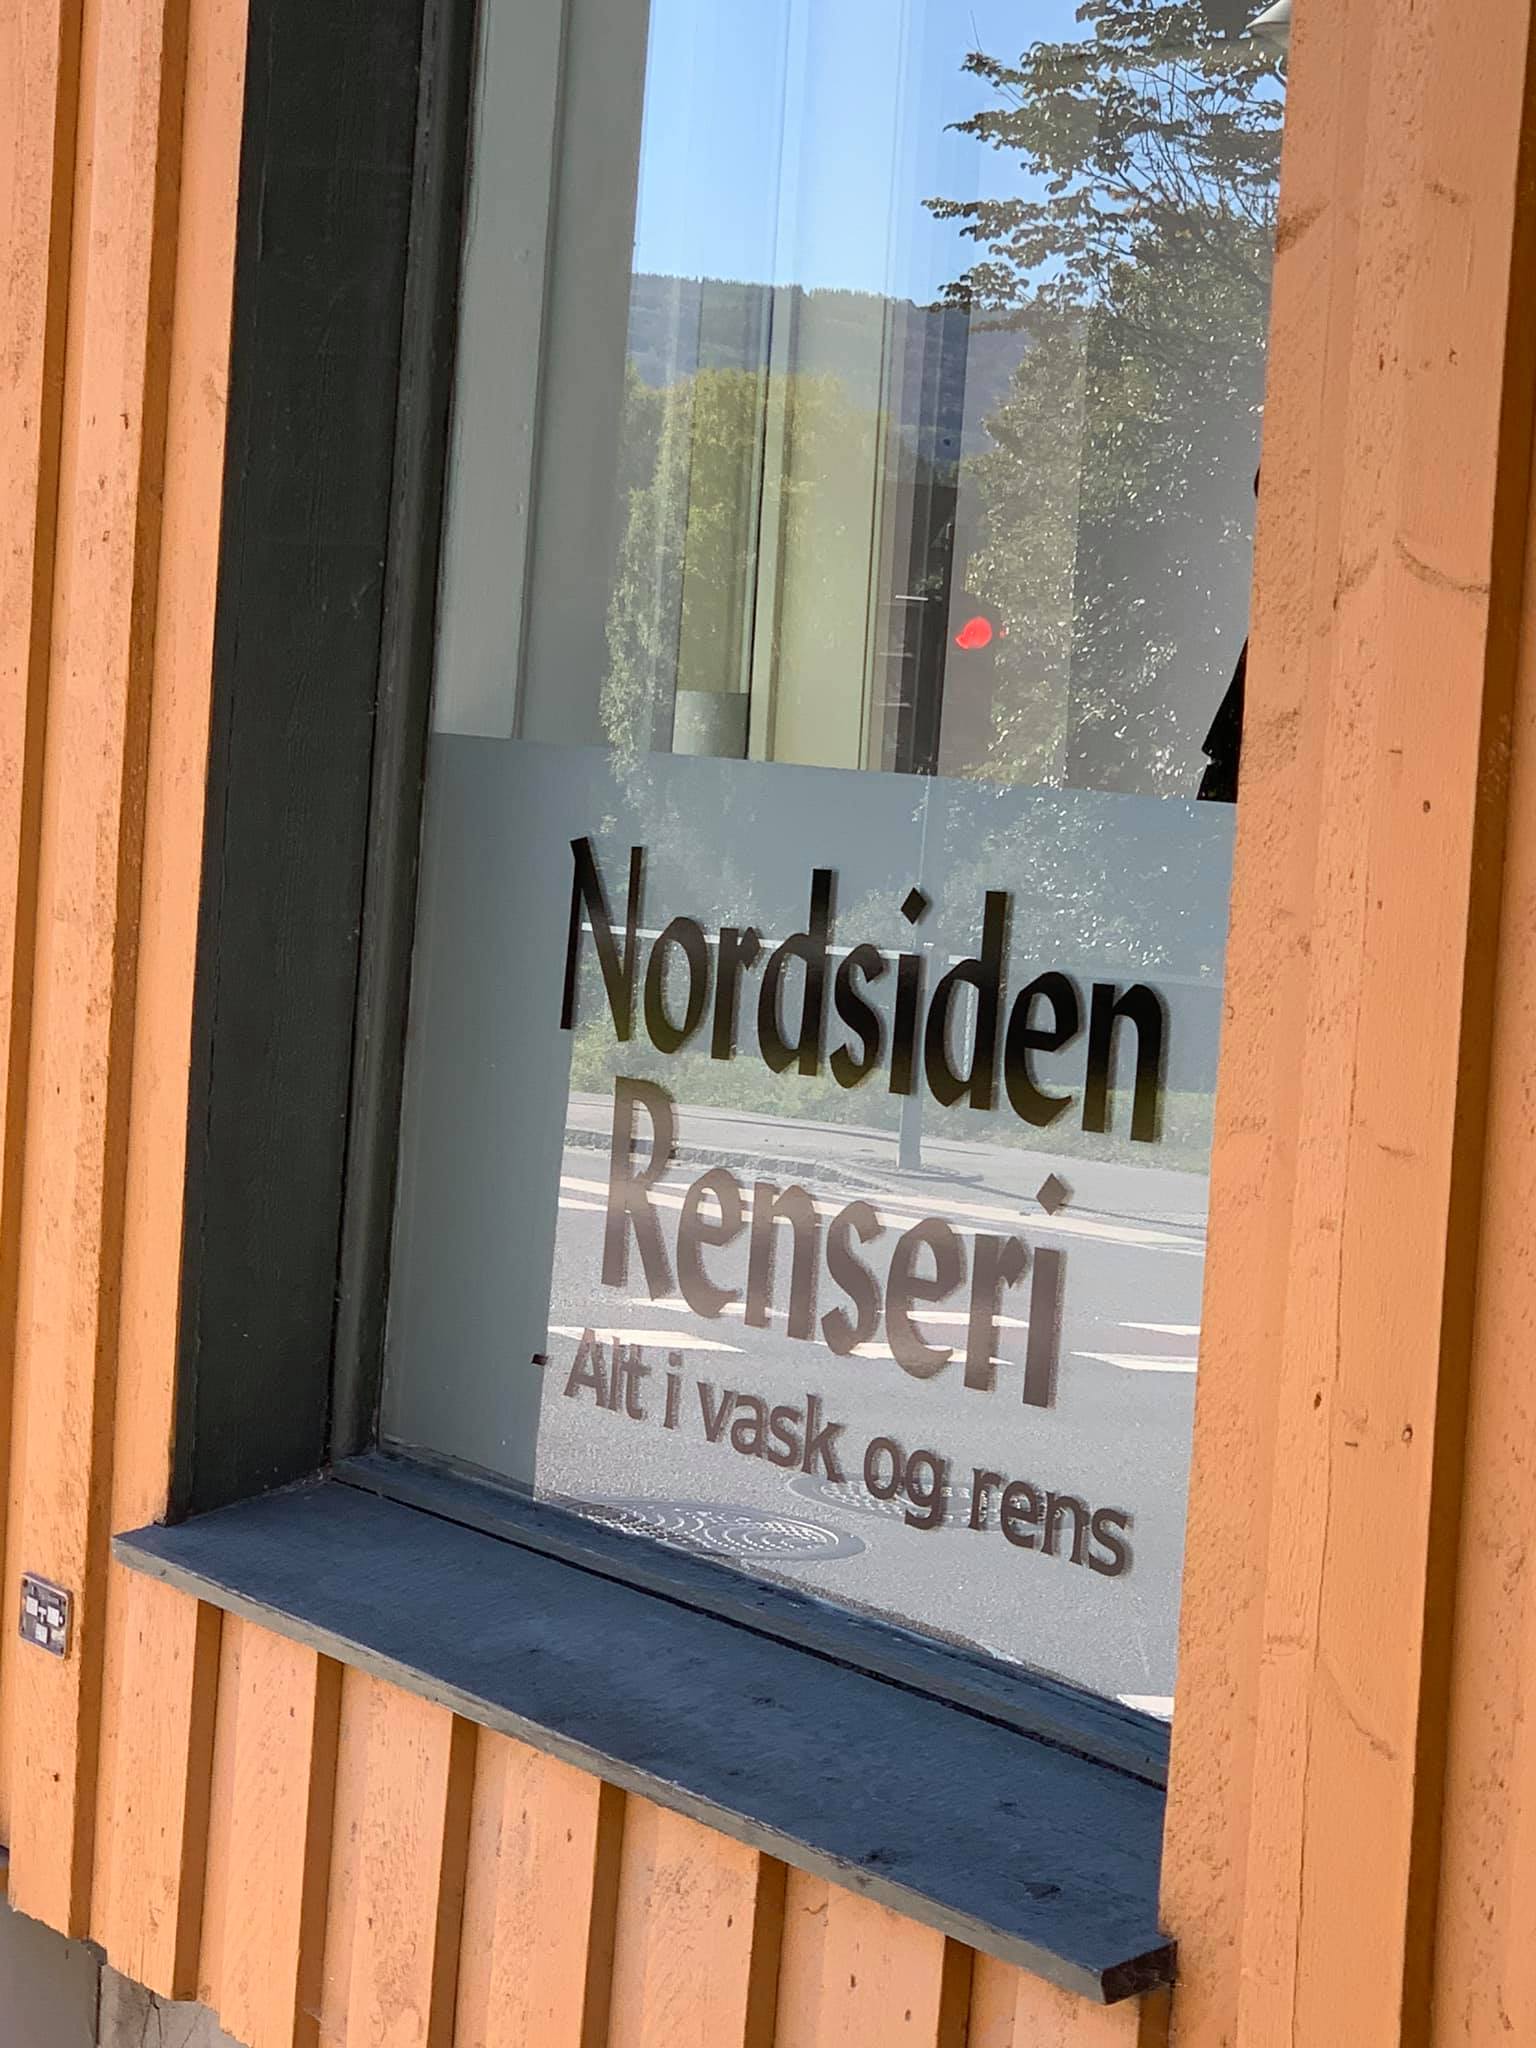 Nordsiden
Renseri
- Alt i vask og rens